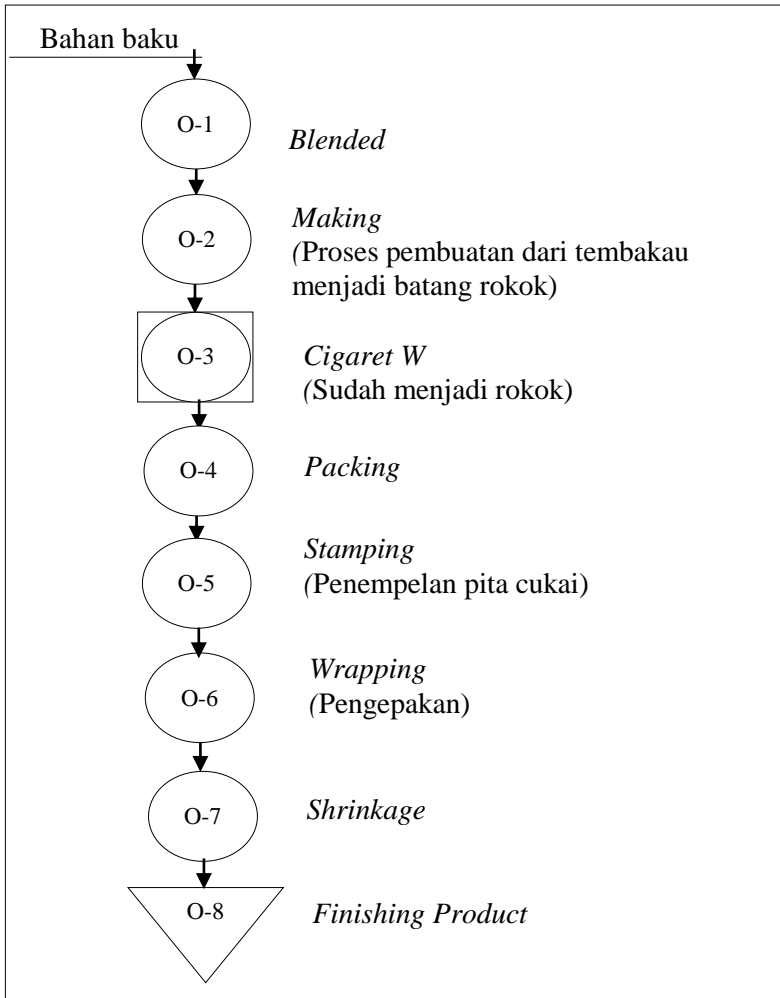 Bahan baku
O-1
Blended
O-2
Making
(Proses pembuatan dari tembakau
menjadi batang rokok)
O-3
Cigaret W
(Sudah menjadi rokok)
O-4
Packing
O-5
Stamping
(Penempelan pita cukai)
O-6
Wrapping
(Pengepakan)
O-7
Shrinkage
O-8
Finishing Product